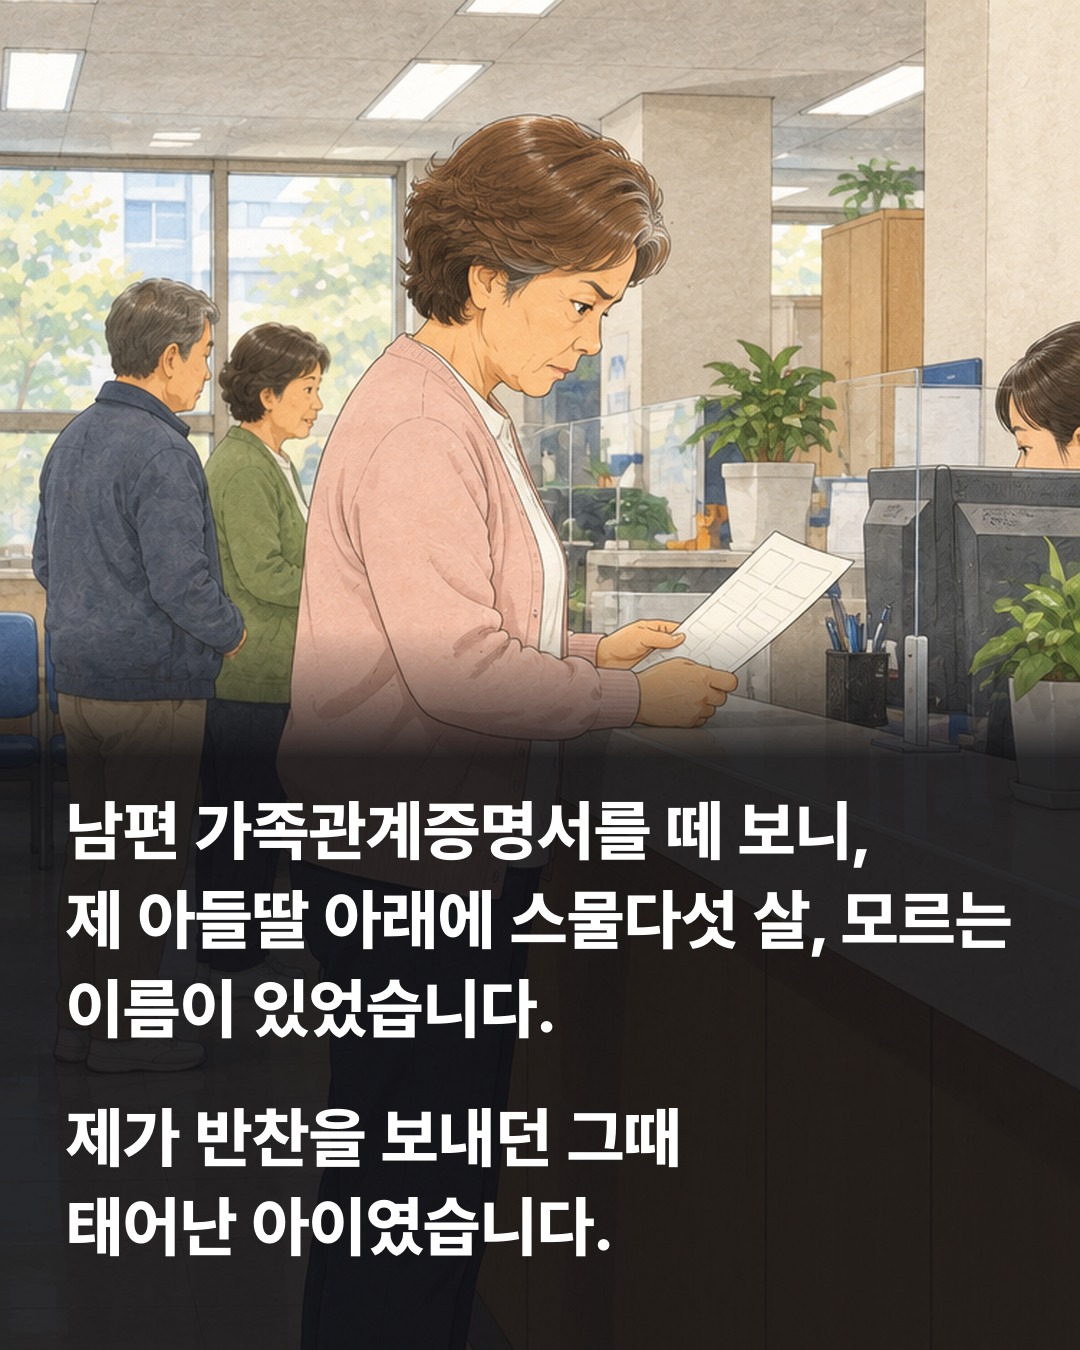 남편 가족관계증명서를 떼 보니,
제 아들딸 아래에 스물다섯 살, 모르는
이름이 있었습니다.
제가 반찬을 보내던 그때
태어난 아이였습니다.